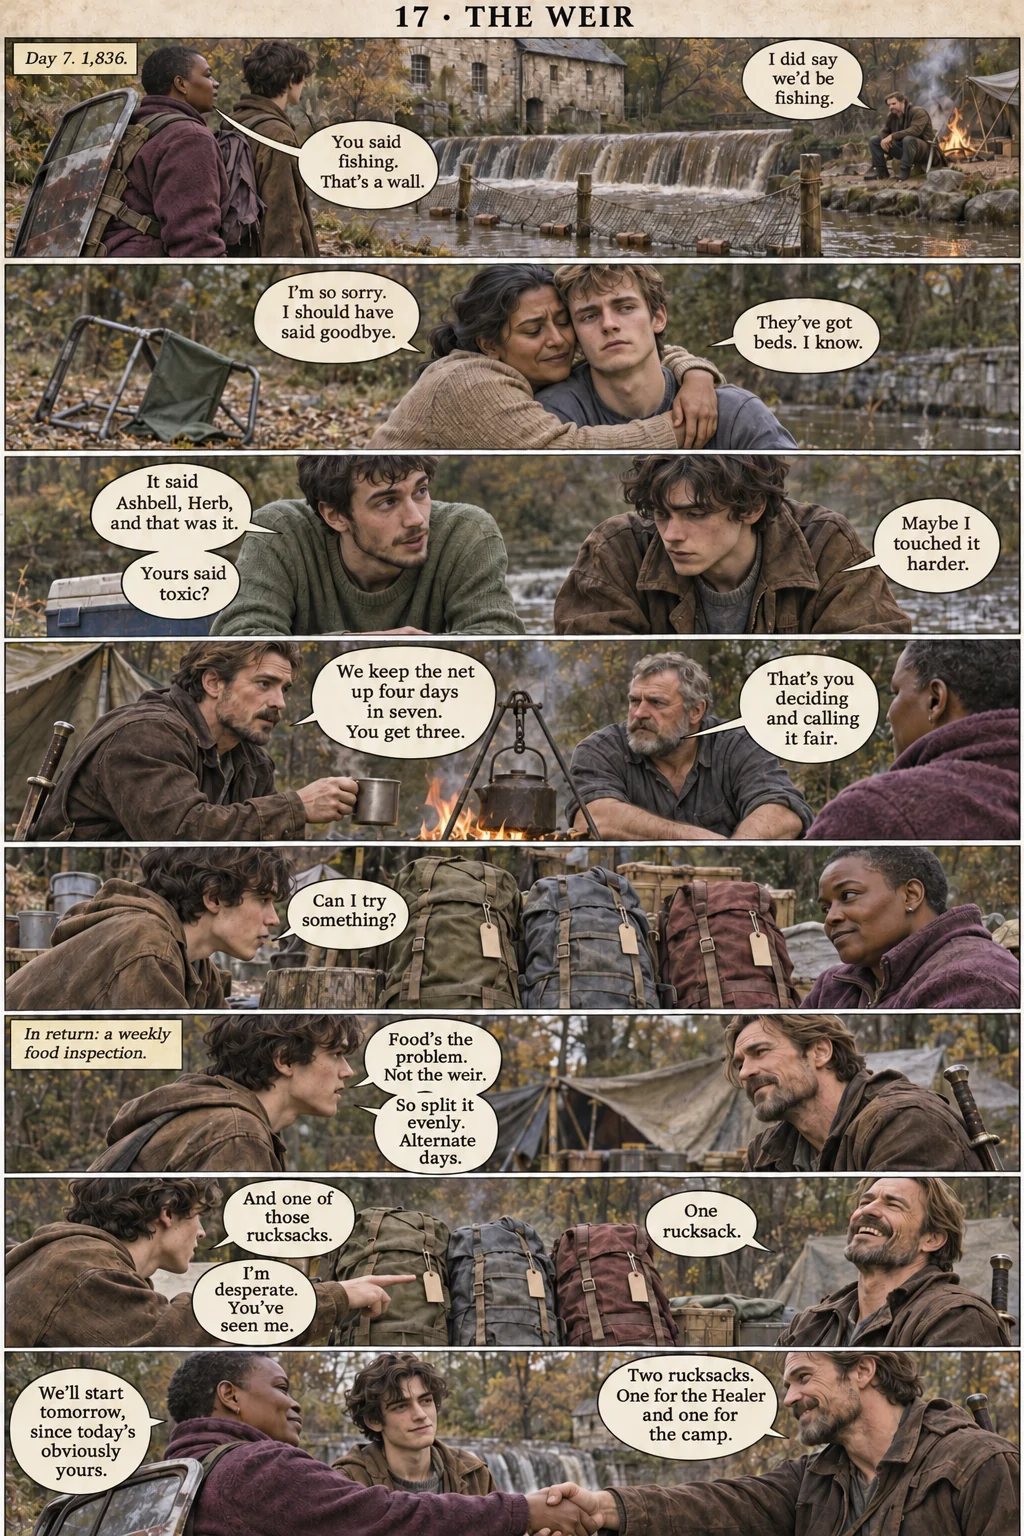 17 · THE WEIR
Day 7. 1,836.
You said
fishing.
That's a wall.
I did say
we'd be
fishing.
I'm so sorry.
I should have
said goodbye.
They've got
beds. I know.
It said
Ashbell, Herb,
and that was it.
Yours said
toxic?
Maybe I
touched it
harder.
We keep the net
up four days
in seven.
You get three.
That's you
deciding
and calling
it fair.
Can I try
something?
In return: a weekly
food inspection.
Food's the
problem.
Not the weir.
So split it
evenly.
Alternate
days.
And one of
those
rucksacks.
I'm
desperate.
You've
seen me.
One
rucksack.
We'll start
tomorrow,
since today's
obviously
yours.
Two rucksacks.
One for the Healer
and one for
the camp.